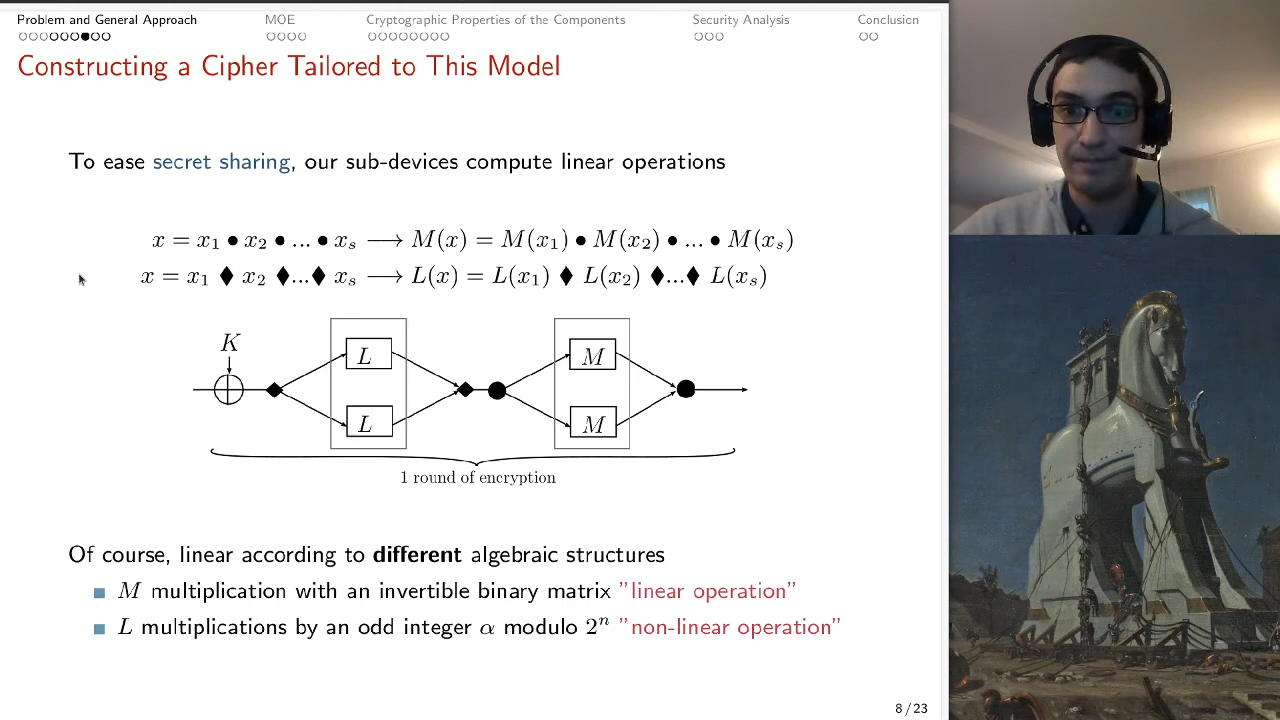 Problem and General Approach MOE Cryptographic Properties of the Components Security Analysis Conclusion
Constructing a Cipher Tailored to This Model
To ease secret sharing, our sub-devices compute linear operations
x = x₁ ● x₂ ● ... ● xₛ ⟶ M(x) = M(x₁) ● M(x₂) ● ... ● M(xₛ)
x = x₁ ♦ x₂ ♦...♦ xₛ ⟶ L(x) = L(x₁) ♦ L(x₂) ♦...♦ L(xₛ)
K
L M
L M
1 round of encryption
Of course, linear according to different algebraic structures
M multiplication with an invertible binary matrix ”linear operation”
L multiplications by an odd integer α modulo 2ⁿ ”non-linear operation”
8 / 23